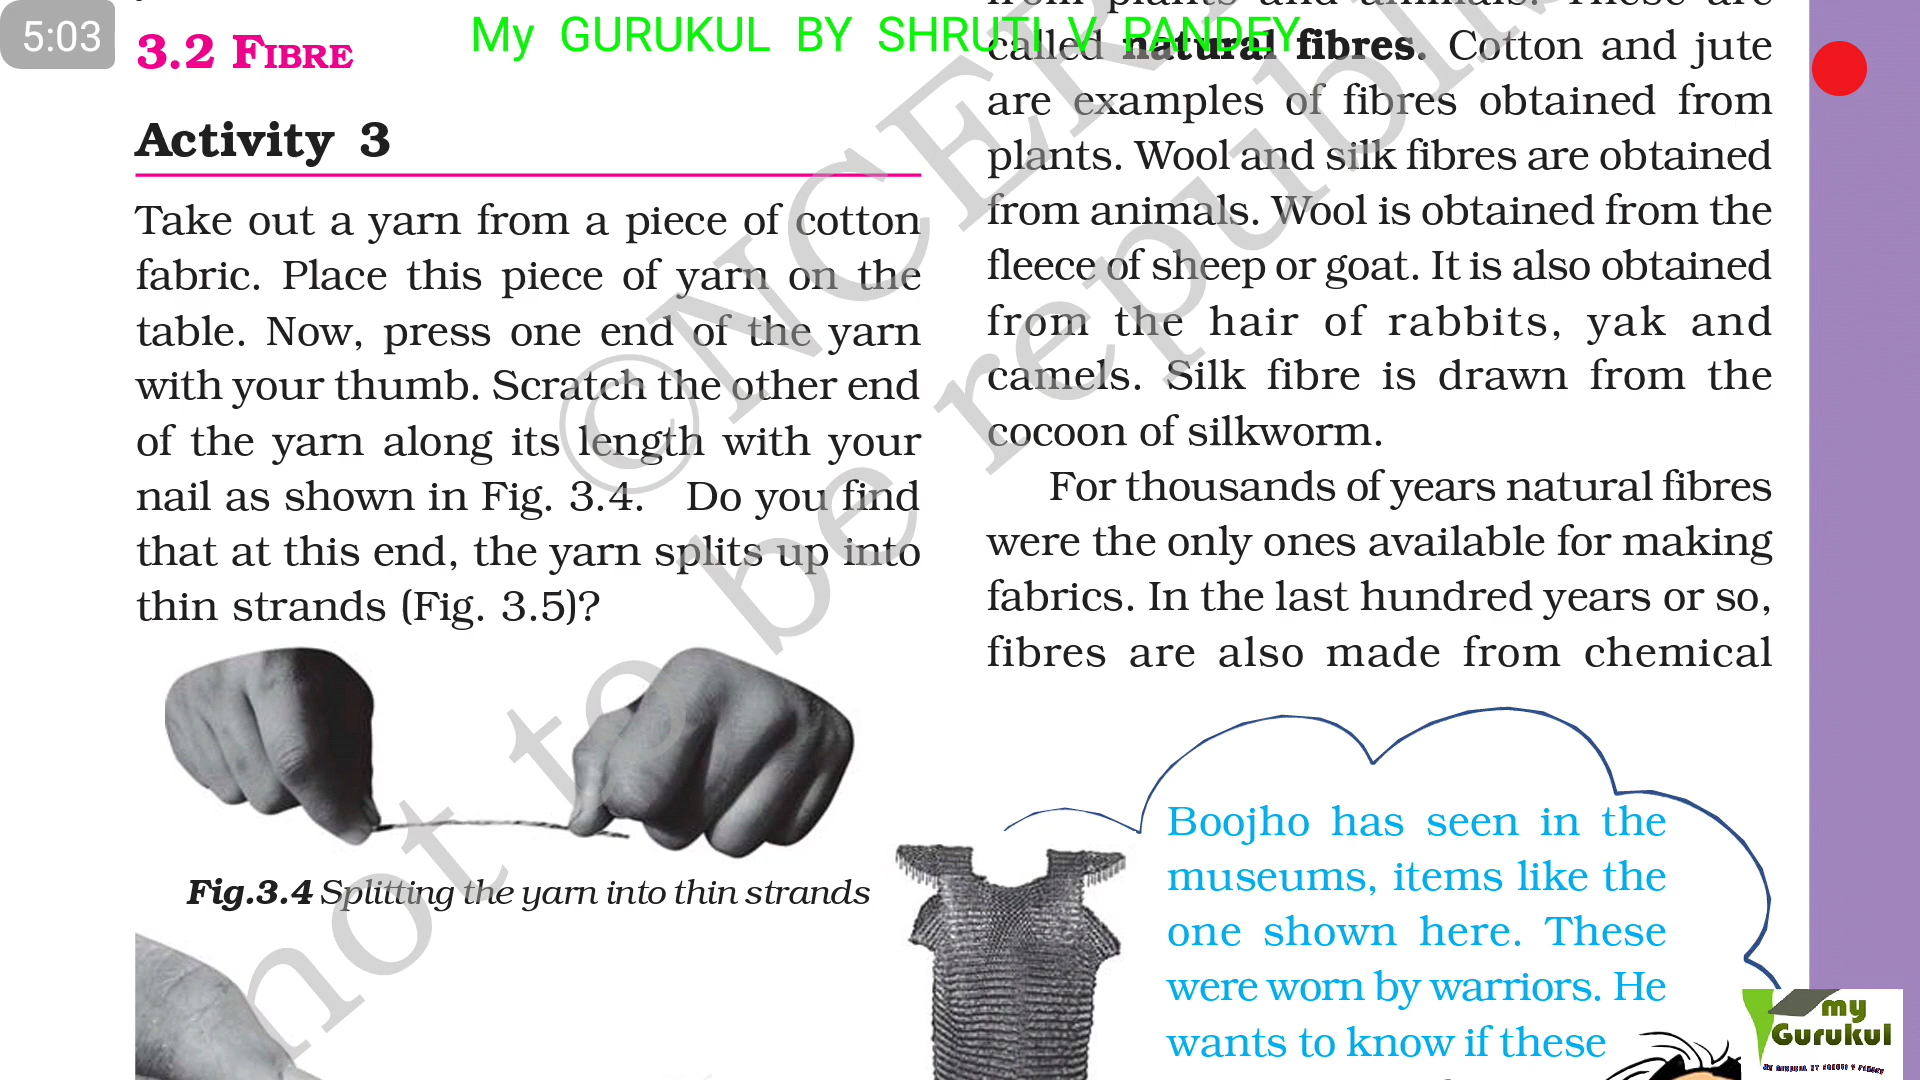 5:03
My GURUKUL BY SHRUTI V PANDEY
3.2 FIBRE
Activity 3
Take out a yarn from a piece of cotton
fabric. Place this piece of yarn on the
table. Now, press one end of the yarn
with your thumb. Scratch the other end
of the yarn along its length with your
nail as shown in Fig. 3.4. Do you find
that at this end, the yarn splits up into
thin strands (Fig. 3.5)?
Fig.3.4 Splitting the yarn into thin strands
from plants and animals. These are
called natural fibres. Cotton and jute
are examples of fibres obtained from
plants. Wool and silk fibres are obtained
from animals. Wool is obtained from the
fleece of sheep or goat. It is also obtained
from the hair of rabbits, yak and
camels. Silk fibre is drawn from the
cocoon of silkworm.
For thousands of years natural fibres
were the only ones available for making
fabrics. In the last hundred years or so,
fibres are also made from chemical
Boojho has seen in the
museums, items like the
one shown here. These
were worn by warriors. He
wants to know if these
©NCER
not to be republi
my
Gurukul